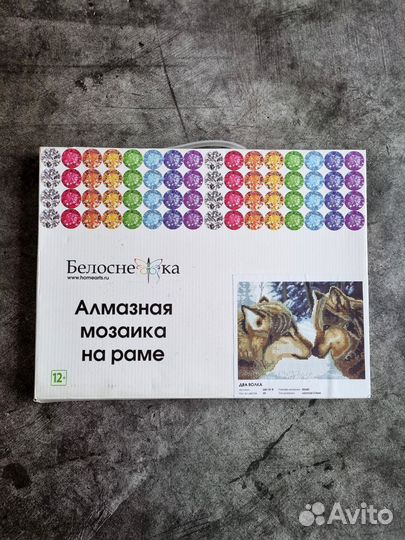 Белоснежка
www.homearts.ru
Алмазная
мозаика
на раме
12+
ДВА ВОЛКА
Avito